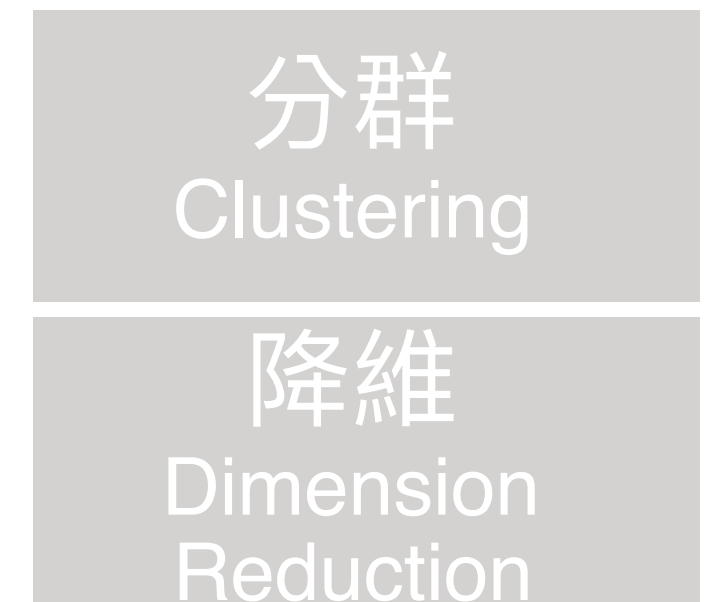 分群
Clustering
降維
Dimension
Reduction